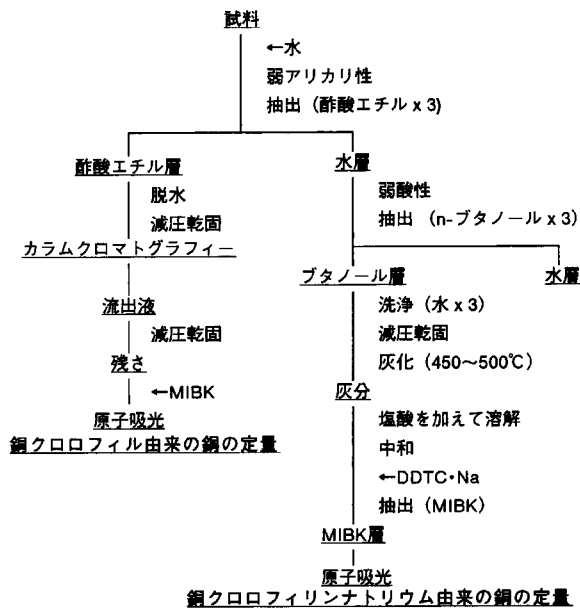 試料
←水
弱アリカリ性
抽出（酢酸エチル x 3）
酢酸エチル層
水層
脱水
弱酸性
減圧乾固
抽出 （n-ブタノール x 3）
カラムクロマトグラフィー
ブタノール層
水層
流出液
洗浄（水 x 3）
減圧乾固
減圧乾固
残さ
灰化（450～500℃）
←MIBK
灰分
原子吸光
塩酸を加えて溶解
銅クロロフィル由来の銅の定量
中和
←DDTC・Na
抽出（MIBK）
MIBK層
原子吸光
銅クロロフィリンナトリウム由来の銅の定量